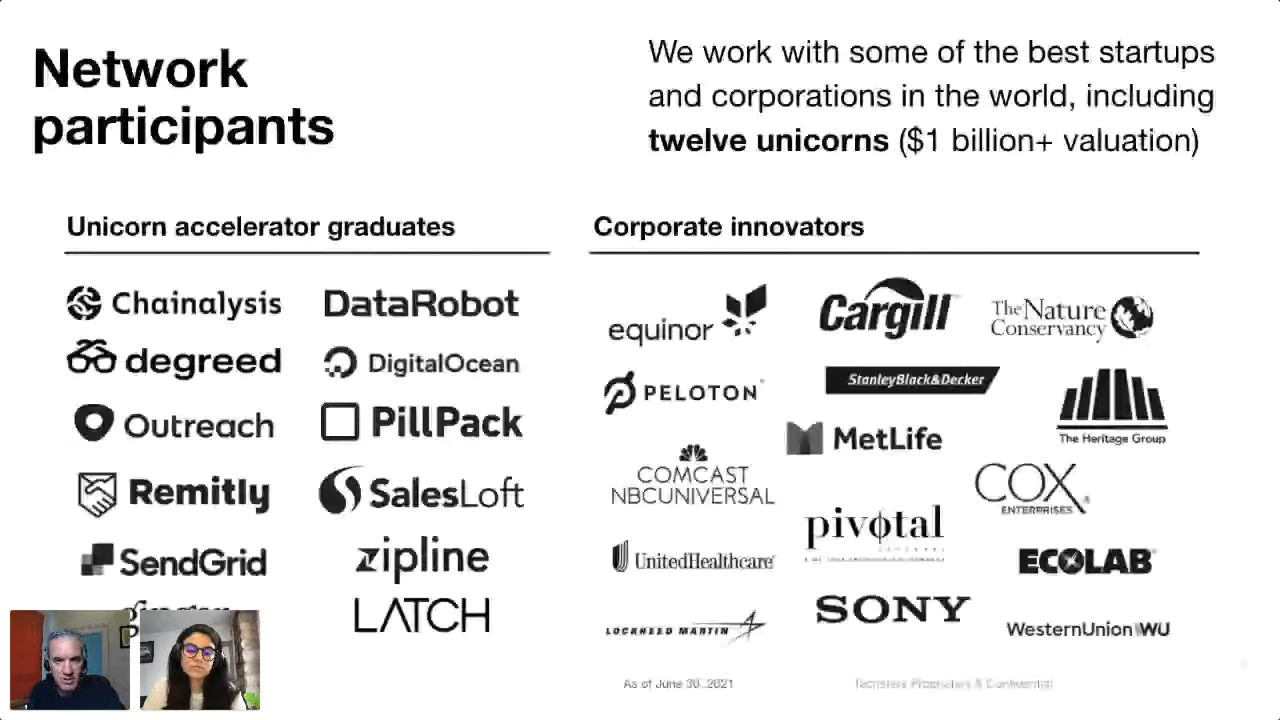 Network
participants
We work with some of the best startups
and corporations in the world, including
twelve unicorns ($1 billion+ valuation)
Unicorn accelerator graduates
Chainalysis
DataRobot
degreed
DigitalOcean
Outreach
PillPack
Remitly
SalesLoft
SendGrid
zipline
LATCH
Corporate innovators
equinor
Cargill
The Nature
Conservancy
PELOTON
StanleyBlack&Decker
The Heritage Group
MetLife
COMCAST
NBCUNIVERSAL
COX
ENTERPRISES
pivotal
UnitedHealthcare
ECOLAB
LOCKHEED MARTIN
SONY
WesternUnion WU
As of June 30, 2021
Techstars Proprietary & Confidential